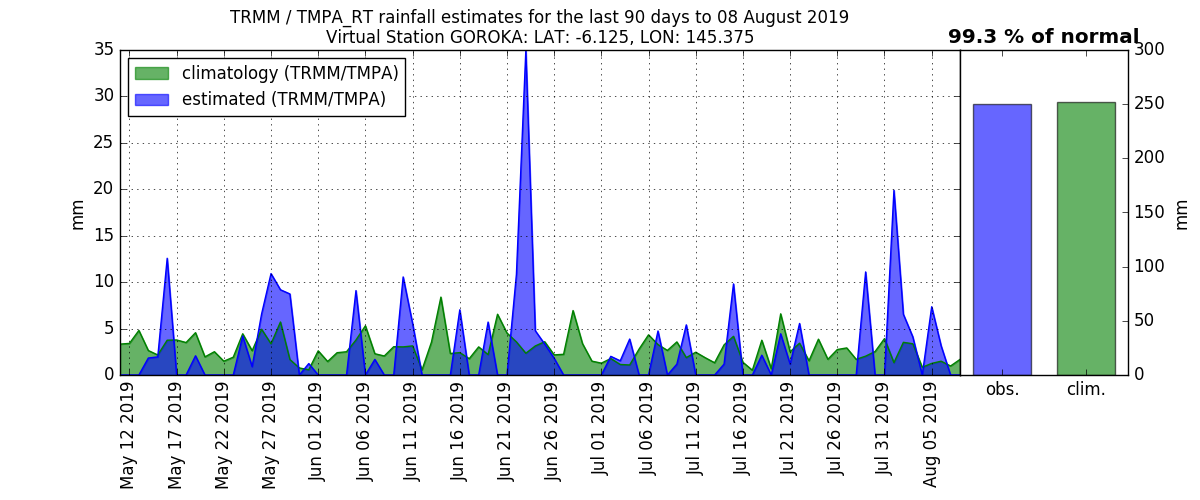 TRMM / TMPA_RT rainfall estimates for the last 90 days to 08 August 2019
Virtual Station GOROKA: LAT: -6.125, LON: 145.375
99.3 % of normal
climatology (TRMM/TMPA)
estimated (TRMM/TMPA)
mm
35
30
25
20
15
10
5
0
May 12 2019
May 17 2019
May 22 2019
May 27 2019
Jun 01 2019
Jun 06 2019
Jun 11 2019
Jun 16 2019
Jun 21 2019
Jun 26 2019
Jul 01 2019
Jul 06 2019
Jul 11 2019
Jul 16 2019
Jul 21 2019
Jul 26 2019
Jul 31 2019
Aug 05 2019
obs.
clim.
300
250
200
150
100
50
0
mm